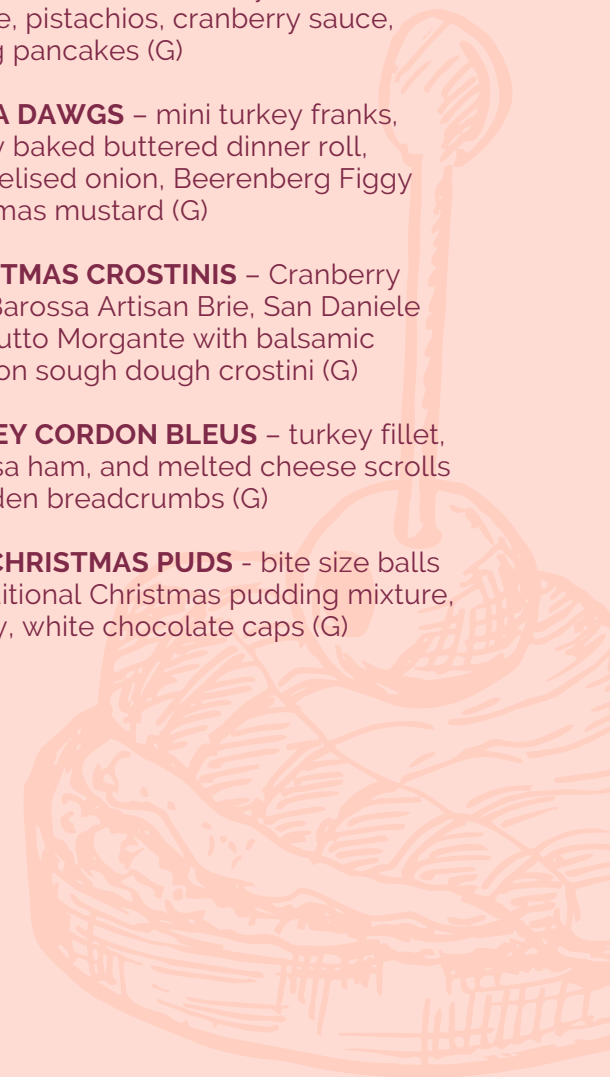 e, pistachios, cranberry sauce,
g pancakes (G)
A DAWGS – mini turkey franks,
y baked buttered dinner roll,
elised onion, Beerenberg Figgy
mas mustard (G)
TMAS CROSTINIS – Cranberry
Barossa Artisan Brie, San Daniele
utto Morgante with balsamic
on sough dough crostini (G)
EY CORDON BLEUS – turkey fillet,
sa ham, and melted cheese scrolls
den breadcrumbs (G)
CHRISTMAS PUDS - bite size balls
itional Christmas pudding mixture,
y, white chocolate caps (G)